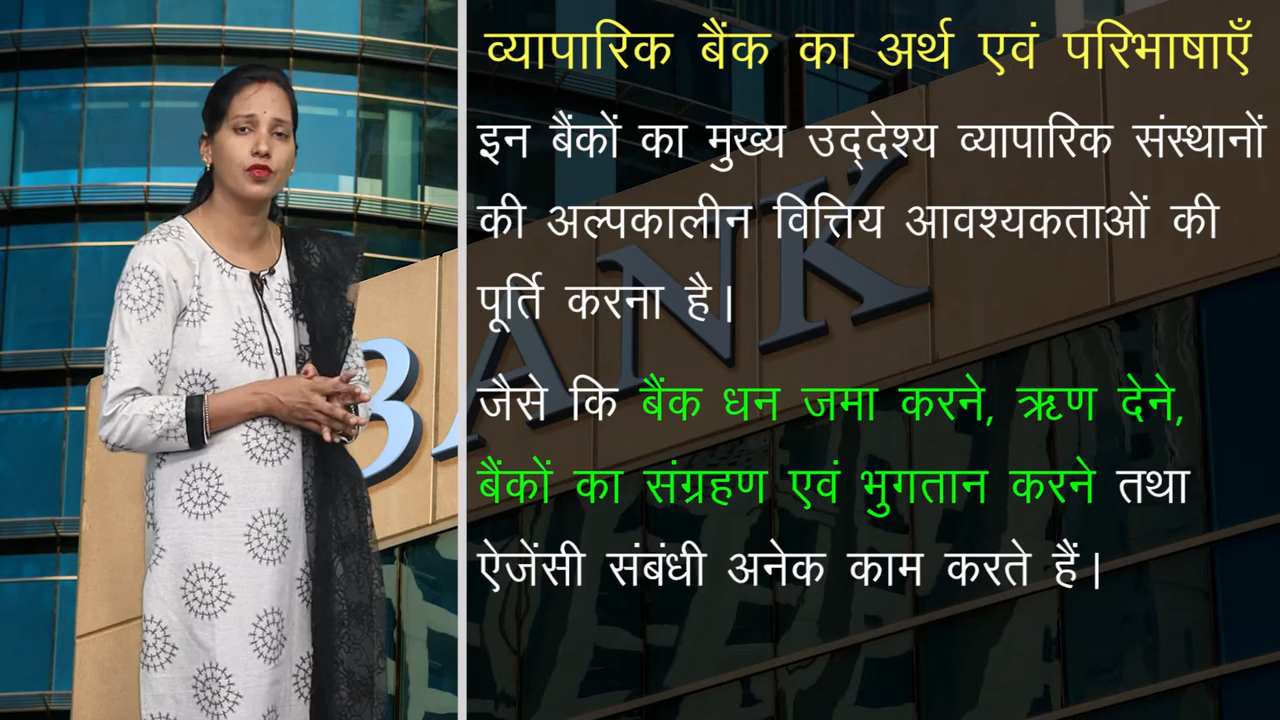 व्यापारिक बैंक का अर्थ एवं परिभाषाएँ
इन बैंकों का मुख्य उद्देश्य व्यापारिक संस्थानों
की अल्पकालीन वित्तिय आवश्यकताओं की
पूर्ति करना है।
जैसे कि बैंक धन जमा करने, ऋण देने,
बैंकों का संग्रहण एवं भुगतान करने तथा
ऐजेंसी संबंधी अनेक काम करते हैं।
BANK